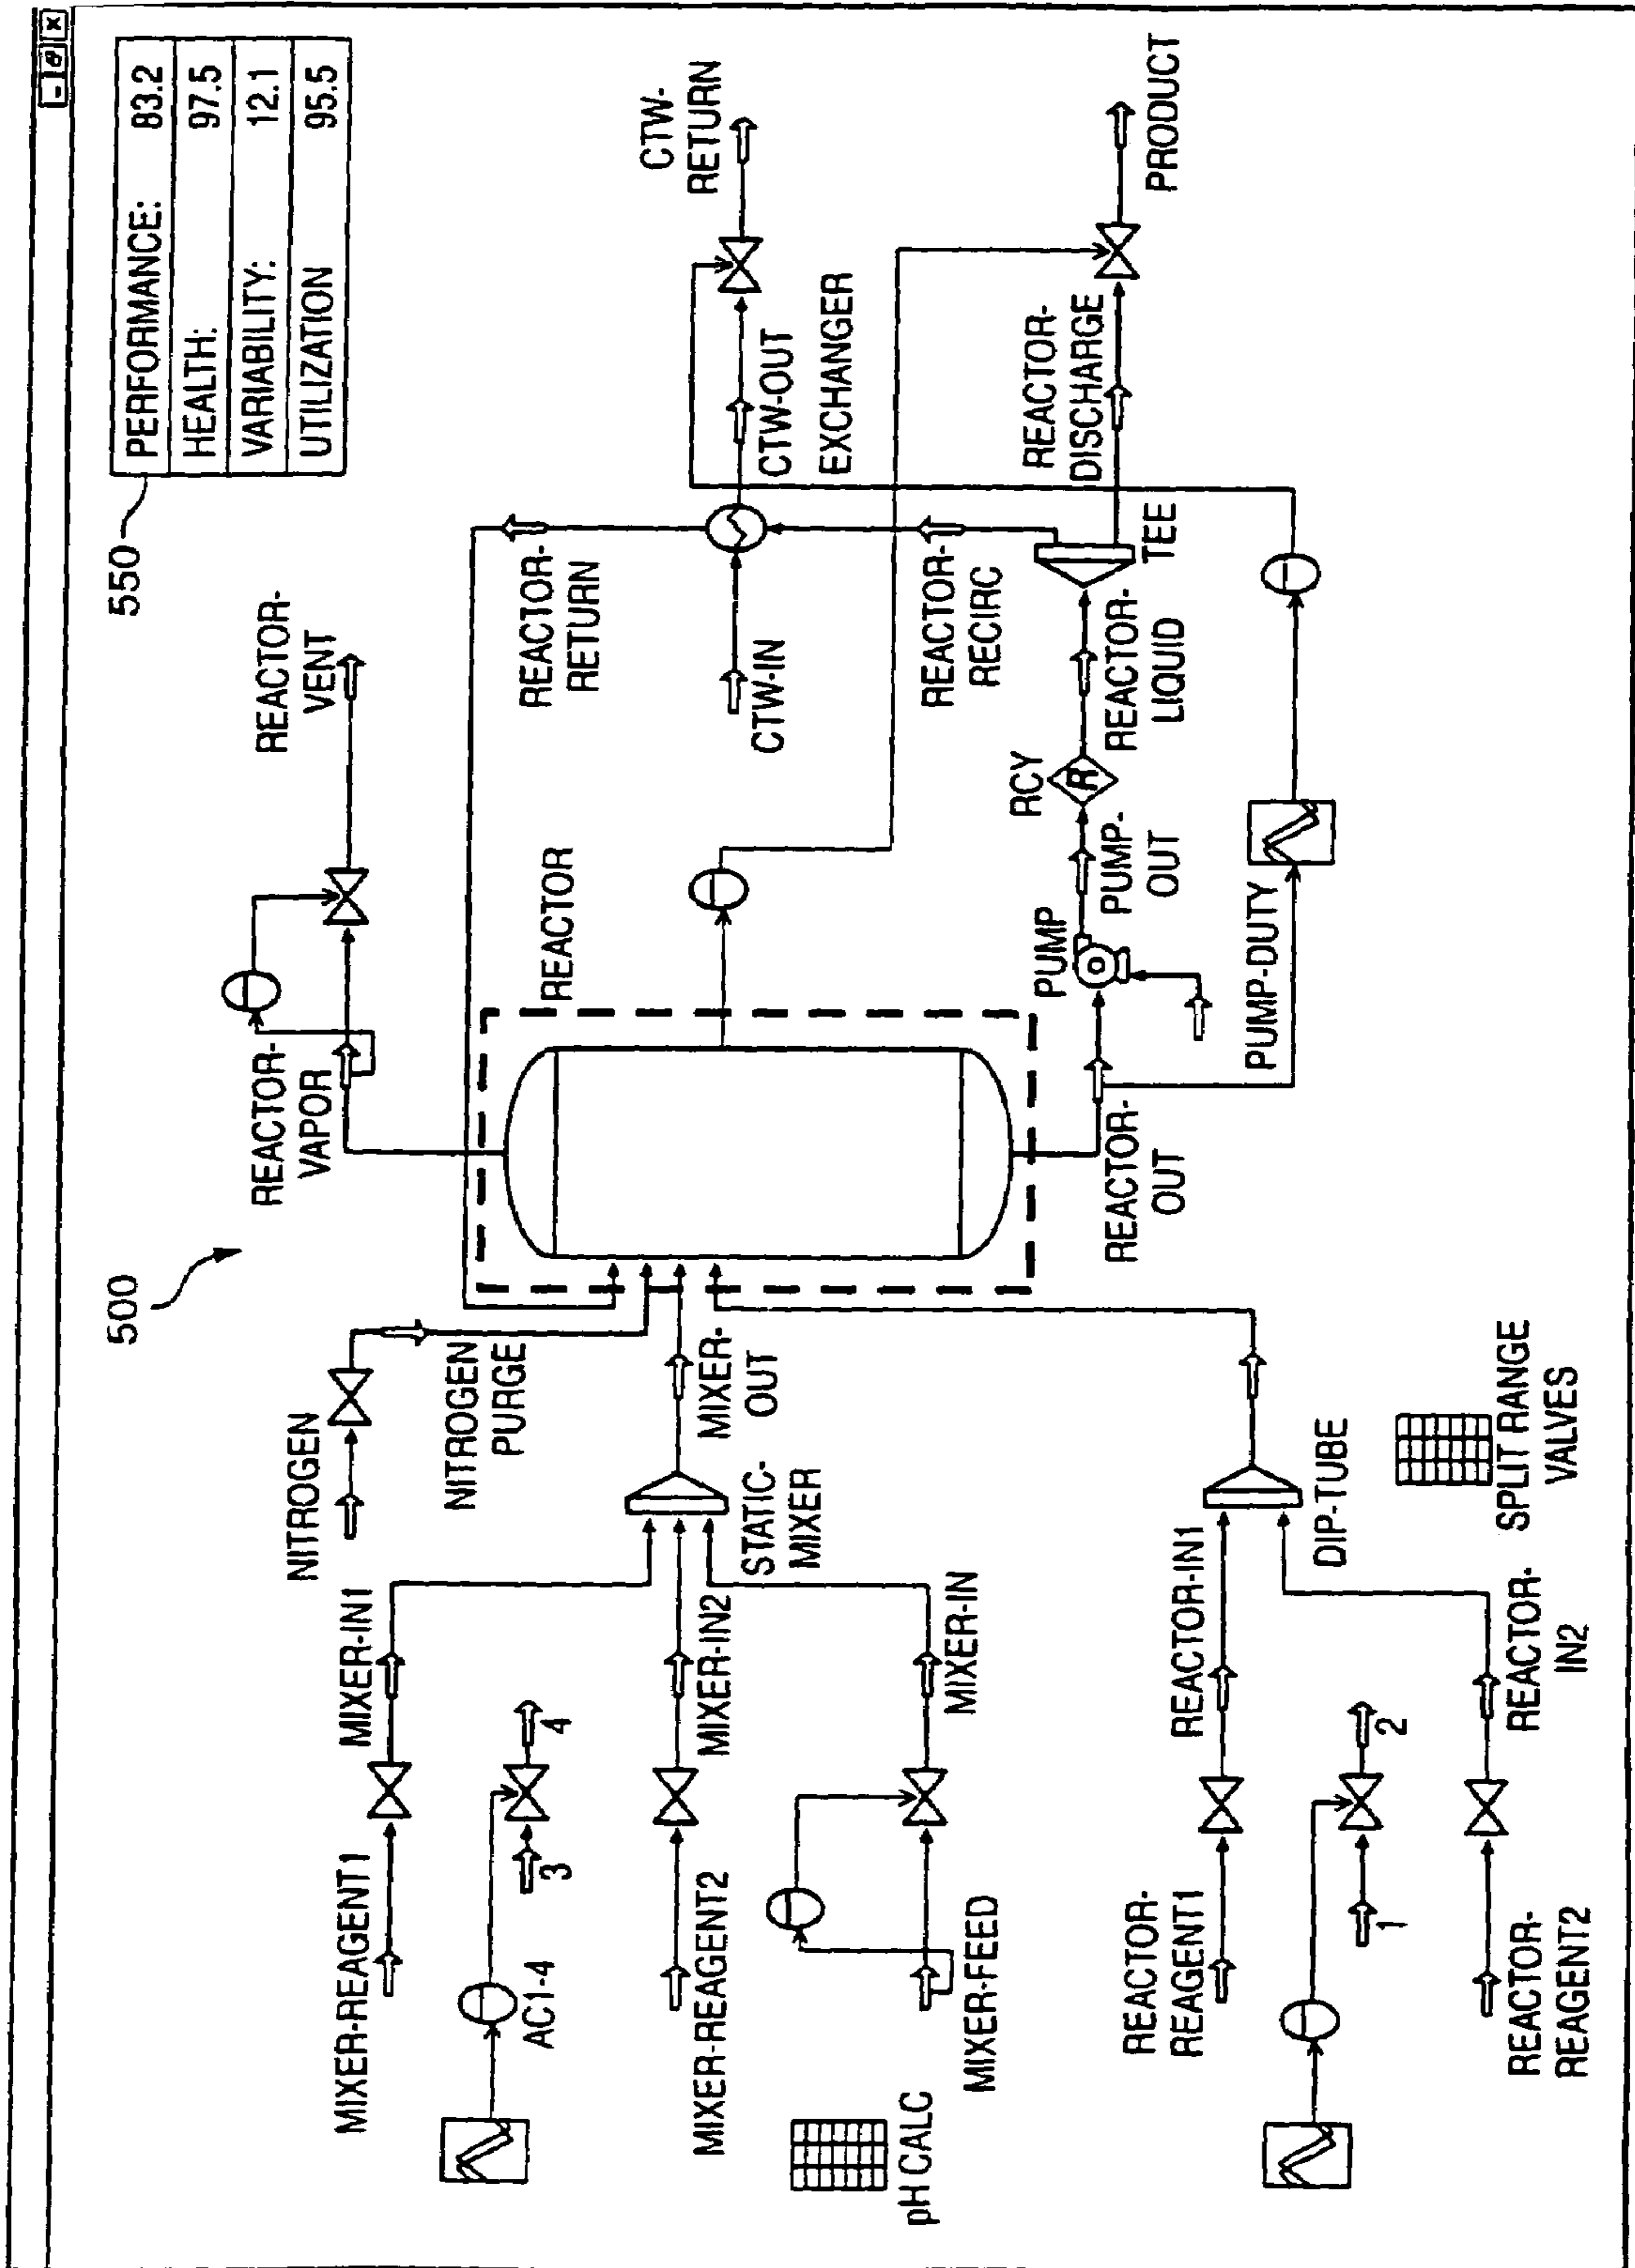 500
550
PERFORMANCE: 83.2
HEALTH: 97.5
VARIABILITY: 12.1
UTILIZATION 95.5
REACTOR-
VENT
REACTOR-
VAPOR
NITROGEN
NITROGEN
PURGE
MIXER-REAGENT1
MIXER-IN1
AC1-4
3
4
MIXER-REAGENT2
MIXER-IN2
STATIC-
MIXER
MIXER-
OUT
pH CALC
MIXER-FEED
MIXER-IN
REACTOR
REACTOR-
RETURN
CTW-IN
CTW-OUT
CTW-
RETURN
EXCHANGER
REACTOR-
RECIRC
REACTOR-
DISCHARGE
PRODUCT
TEE
REACTOR-
LIQUID
RCY
R
PUMP-
OUT
PUMP
PUMP-DUTY
REACTOR-
OUT
REACTOR-
REAGENT1
REACTOR-IN1
DIP-TUBE
1
2
REACTOR-
REAGENT2
REACTOR-
IN2
SPLIT RANGE
VALVES